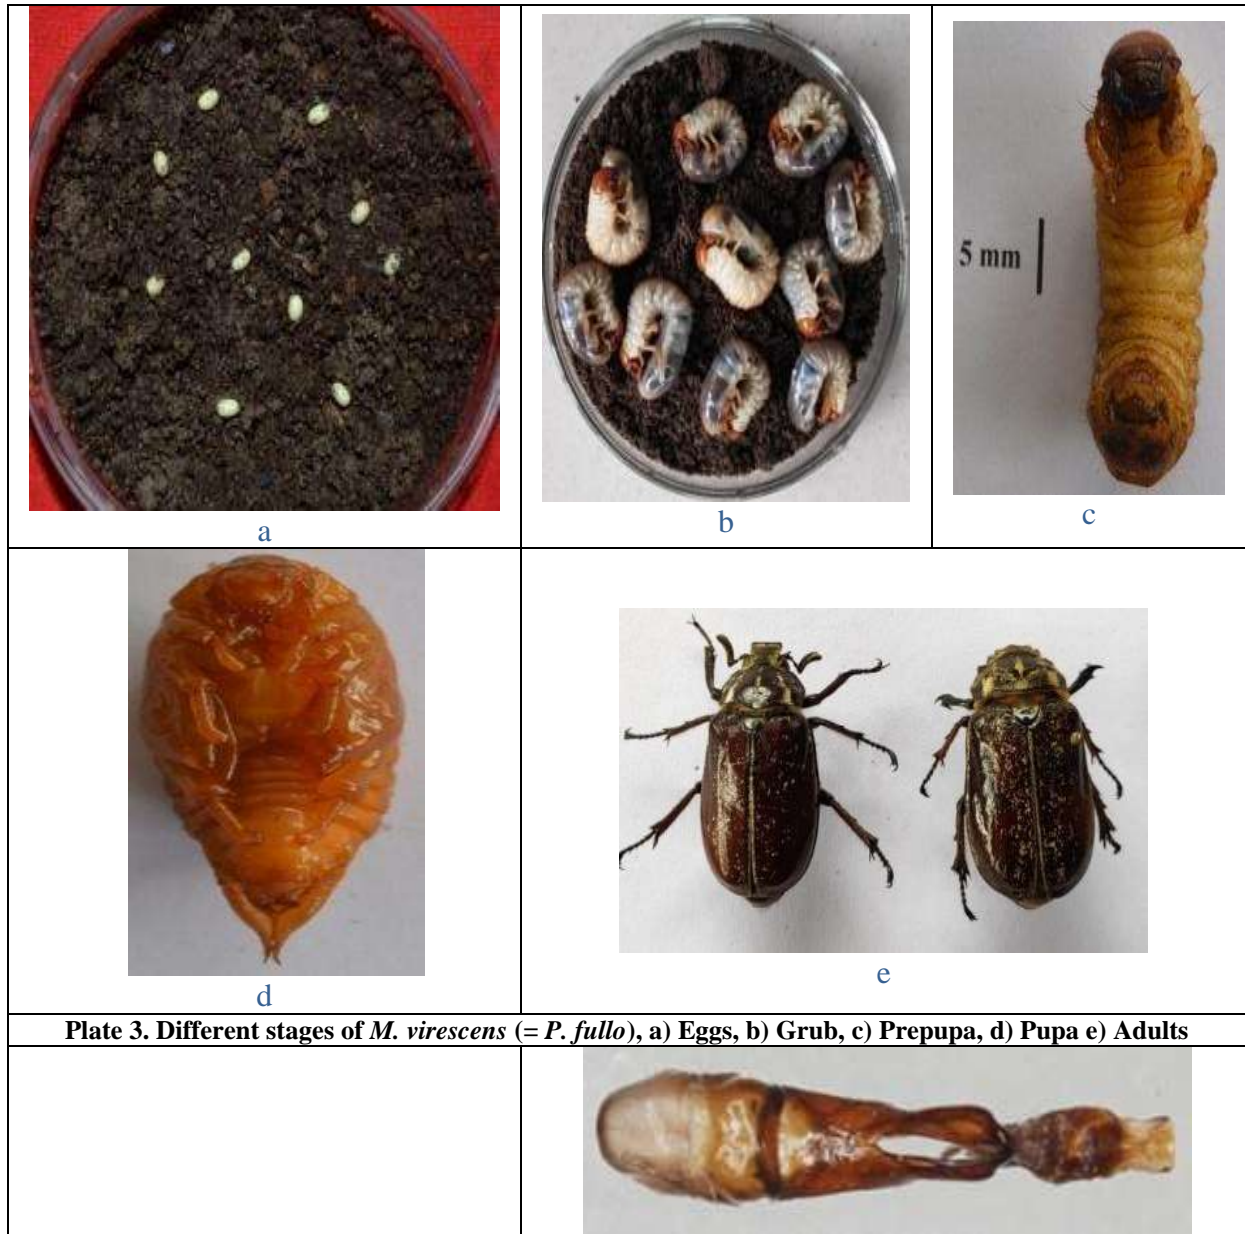 a
b
5 mm
c
d
e
Plate 3. Different stages of M. virescens (= P. fullo), a) Eggs, b) Grub, c) Prepupa, d) Pupa e) Adults